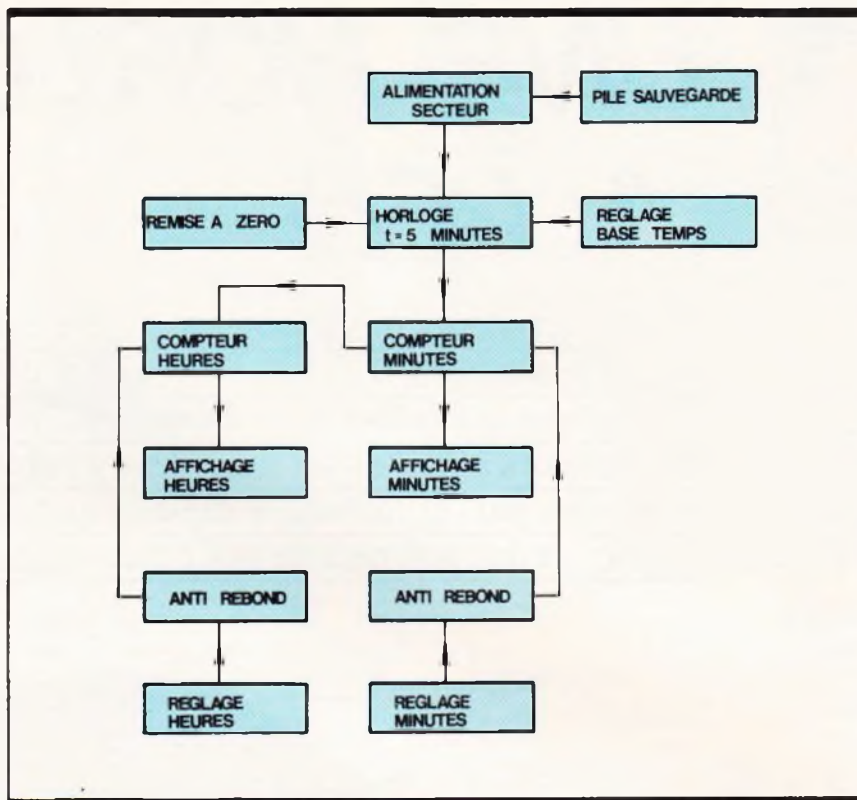 ALIMENTATION
SECTEUR
PILE SAUVEGARDE
REMISE A ZERO
HORLOGE
t = 5 MINUTES
REGLAGE
BASE TEMPS
COMPTEUR
HEURES
COMPTEUR
MINUTES
AFFICHAGE
HEURES
AFFICHAGE
MINUTES
ANTI REBOND
ANTI REBOND
REGLAGE
HEURES
REGLAGE
MINUTES